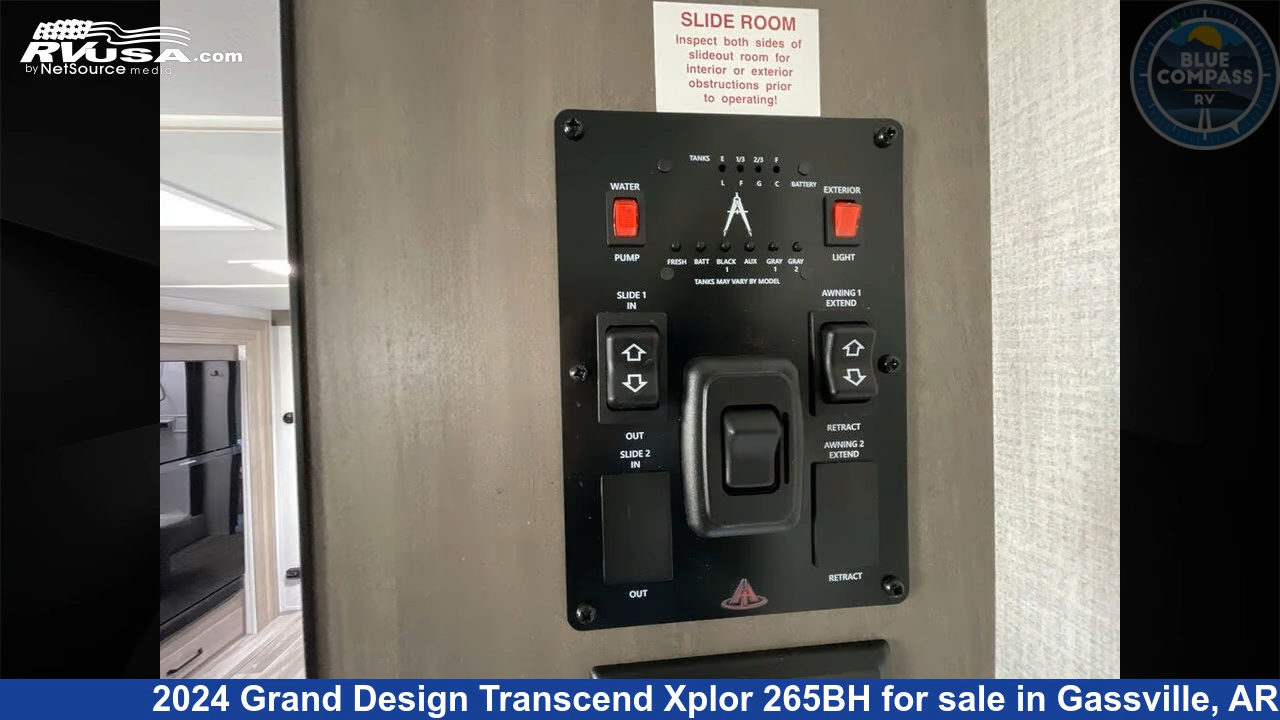 RVUSA.com
by NetSource media
BLUE
COMPASS
RV
SLIDE ROOM
Inspect both sides of
slideout room for
interior or exterior
obstructions prior
to operating!
TANKS E 1/3 2/3 F
L F G C BATTERY
WATER
PUMP
EXTERIOR
LIGHT
FRESH BATT BLACK 1 AUX GRAY 1 GRAY 2
TANKS MAY VARY BY MODEL
SLIDE 1
IN
OUT
AWNING 1
EXTEND
RETRACT
SLIDE 2
IN
OUT
AWNING 2
EXTEND
RETRACT
2024 Grand Design Transcend Xplor 265BH for sale in Gassville, AR